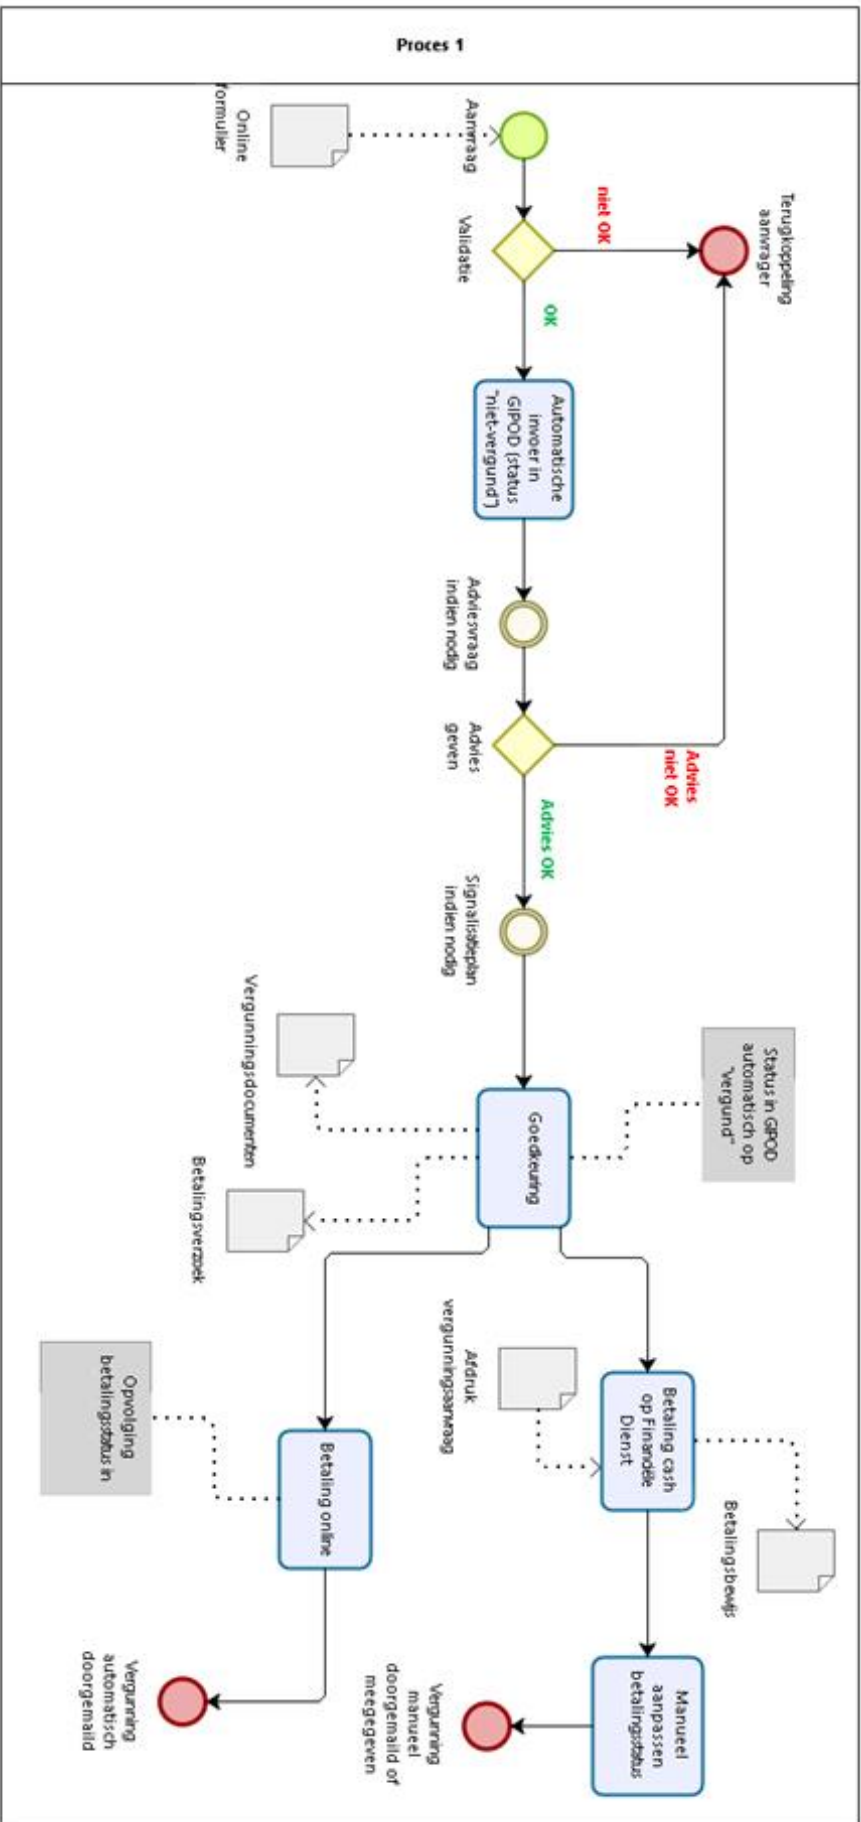 Proces 1
Online
formulier
Aanvraag
Validatie
niet OK
Terugkoppeling
aanvrager
OK
Automatische
invoer in
GIPOD (status
"niet-vergund")
Adviesvraag
indien nodig
Advies
geven
Advies
niet OK
Advies OK
Signalisatieplan
indien nodig
Status in GIPOD
automatisch op
"vergund"
Goedkeuring
Vergunningsdocumenten
Betalingsverzoek
Afdruk
vergunningsaanvraag
Betaling cash
op Financiële
Dienst
Betalingsbewijs
Opvolging
betalingsstatus in
Betaling online
Manueel
aanpassen
betalingsstatus
Vergunning
manueel
doorgemaild of
meegegeven
Vergunning
automatisch
doorgemaild